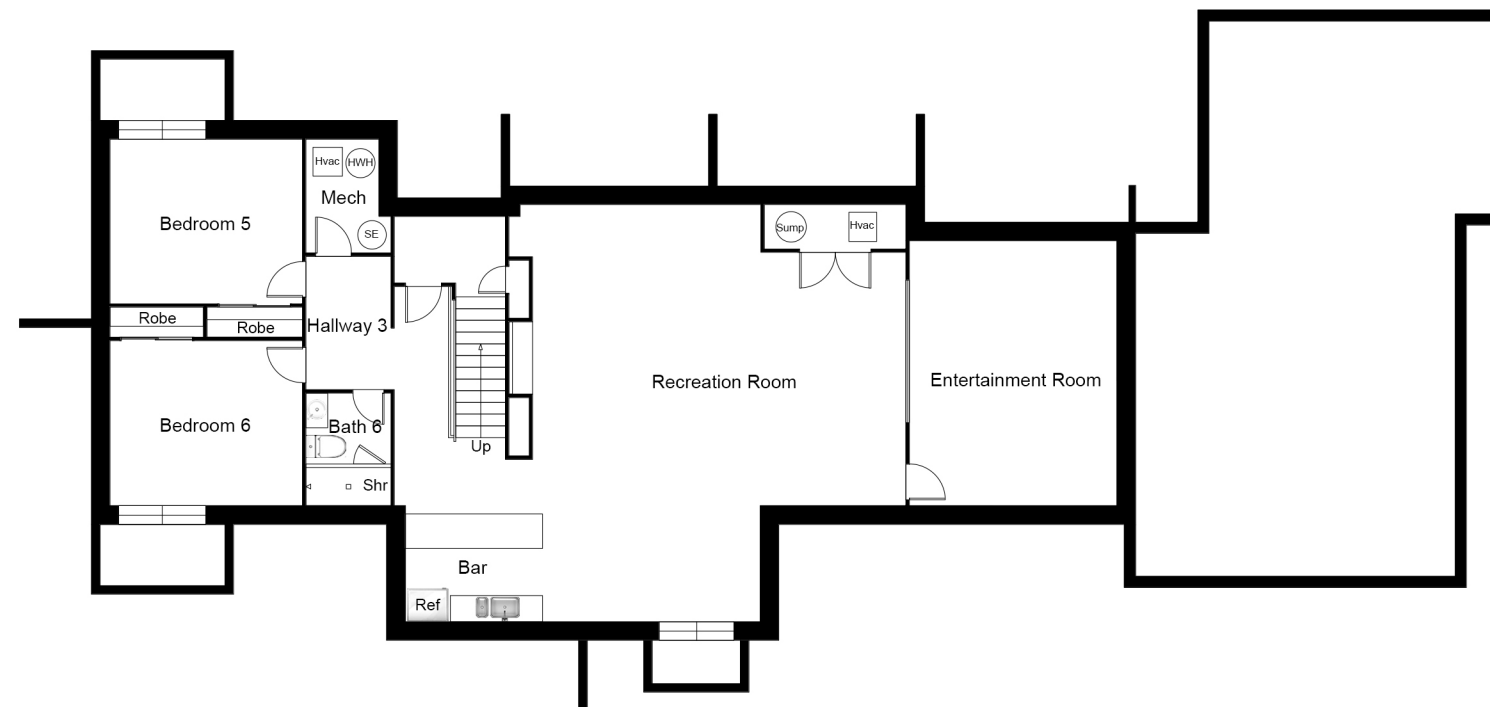 Hvac
HWH
Mech
SE
Bedroom 5
Sump
Hvac
Robe
Robe
Hallway 3
Recreation Room
Entertainment Room
Bedroom 6
Bath 6
Up
Shr
Bar
Ref